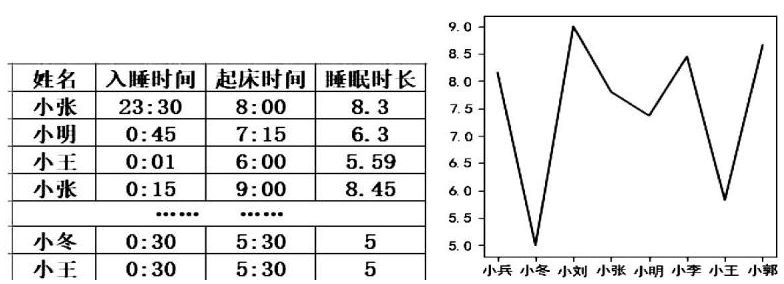 姓名 入睡时间 起床时间 睡眠时长
小张 23:30 8:00 8.3
小明 0:45 7:15 6.3
小王 0:01 6:00 5.59
小张 0:15 9:00 8.45
…… ……
小冬 0:30 5:30 5
小王 0:30 5:30 5
9.0
8.5
8.0
7.5
7.0
6.5
6.0
5.5
5.0
小兵 小冬 小刘 小张 小明 小李 小王 小郭